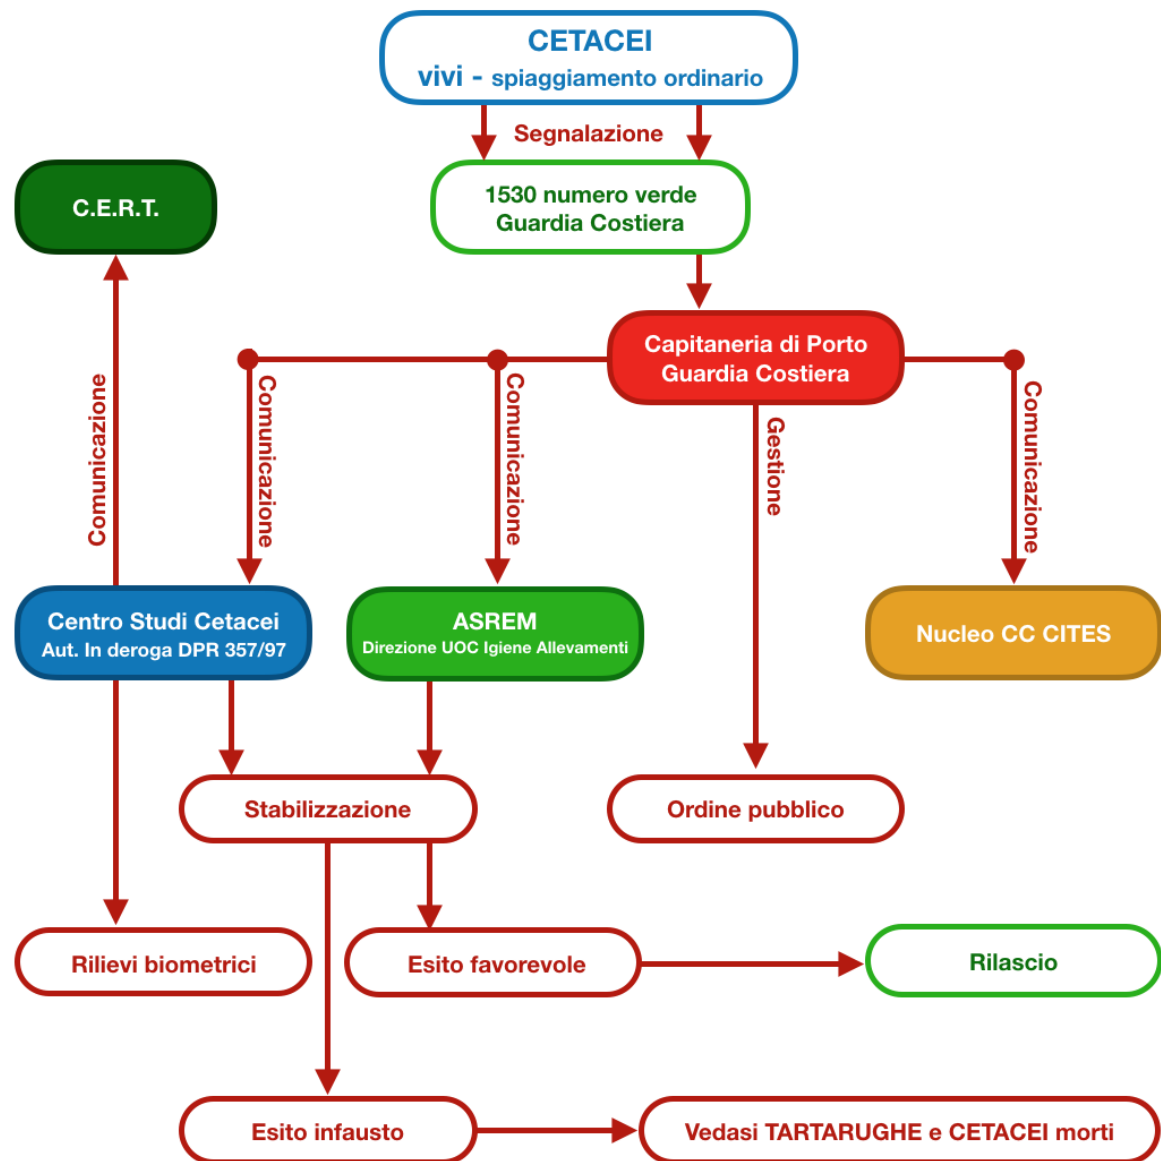 CETACEI
vivi - spiaggiamento ordinario
Segnalazione
C.E.R.T.
1530 numero verde
Guardia Costiera
Capitaneria di Porto
Guardia Costiera
Comunicazione
Comunicazione
Comunicazione
Gestione
Comunicazione
Centro Studi Cetacei
Aut. In deroga DPR 357/97
ASREM
Direzione UOC Igiene Allevamenti
Nucleo CC CITES
Stabilizzazione
Ordine pubblico
Rilievi biometrici
Esito favorevole
Rilascio
Esito infausto
Vedasi TARTARUGHE e CETACEI morti